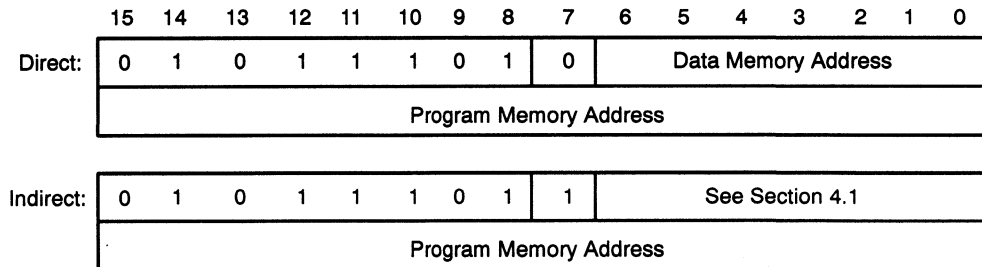 15 14 13 12 11 10 9 8 7 6 5 4 3 2 1 0
Direct: 0 1 0 1 1 1 0 1 0 Data Memory Address
Program Memory Address
Indirect: 0 1 0 1 1 1 0 1 1 See Section 4.1
Program Memory Address